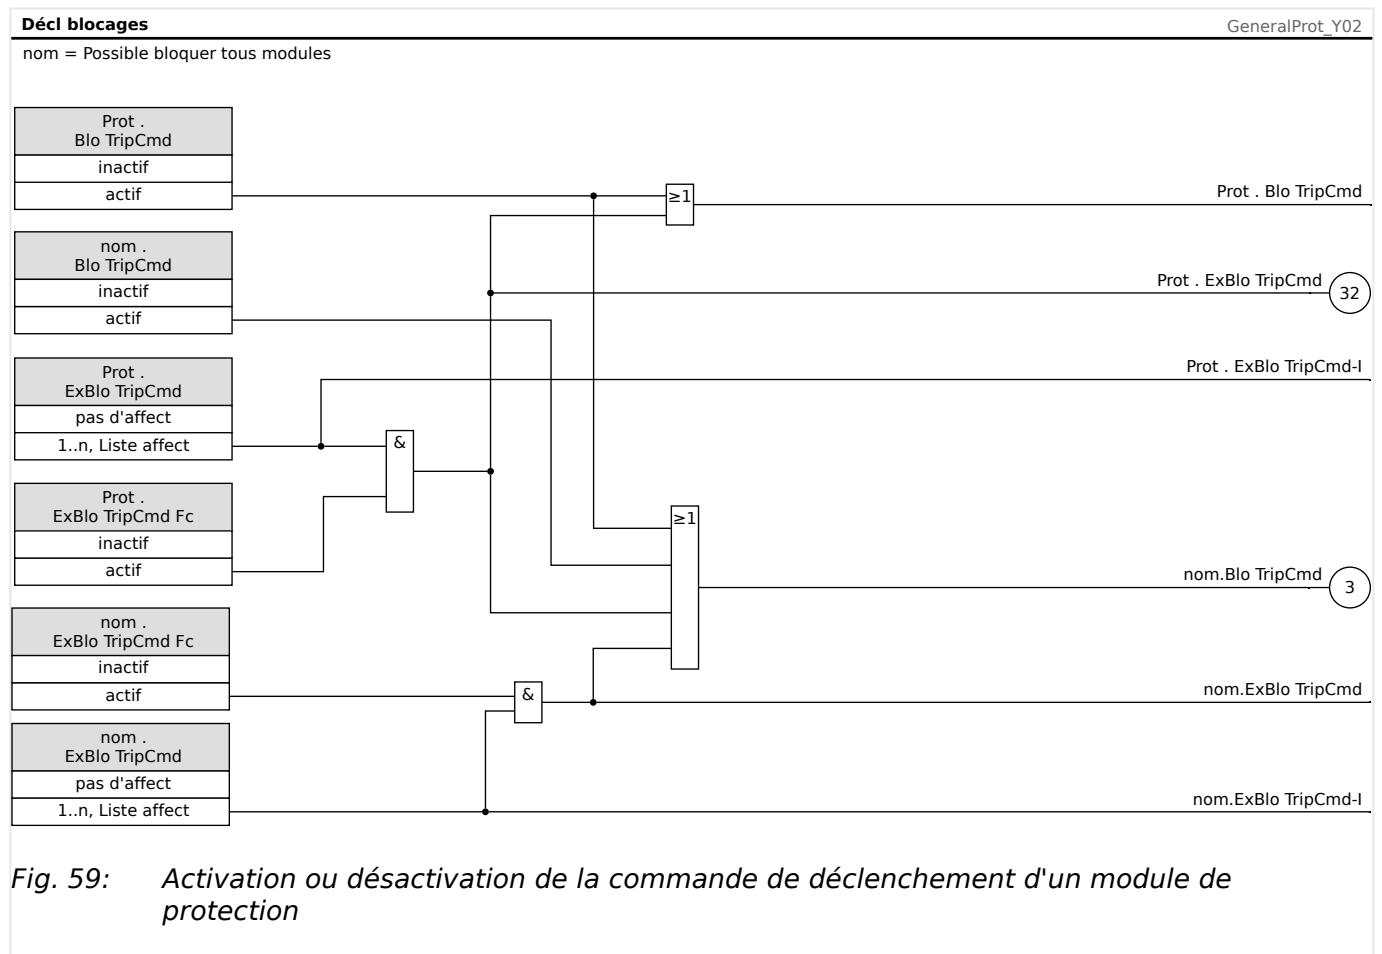 Décl blocages
GeneralProt_Y02
nom = Possible bloquer tous modules
Prot .
Blo TripCmd
inactif
actif
≥1
Prot . Blo TripCmd
nom .
Blo TripCmd
inactif
actif
Prot . ExBlo TripCmd
32
Prot .
ExBlo TripCmd
pas d'affect
1..n, Liste affect
Prot . ExBlo TripCmd-I
&
Prot .
ExBlo TripCmd Fc
inactif
actif
≥1
nom.Blo TripCmd
3
nom .
ExBlo TripCmd Fc
inactif
actif
&
nom.ExBlo TripCmd
nom .
ExBlo TripCmd
pas d'affect
1..n, Liste affect
nom.ExBlo TripCmd-I
Fig. 59: Activation ou désactivation de la commande de déclenchement d'un module de
protection